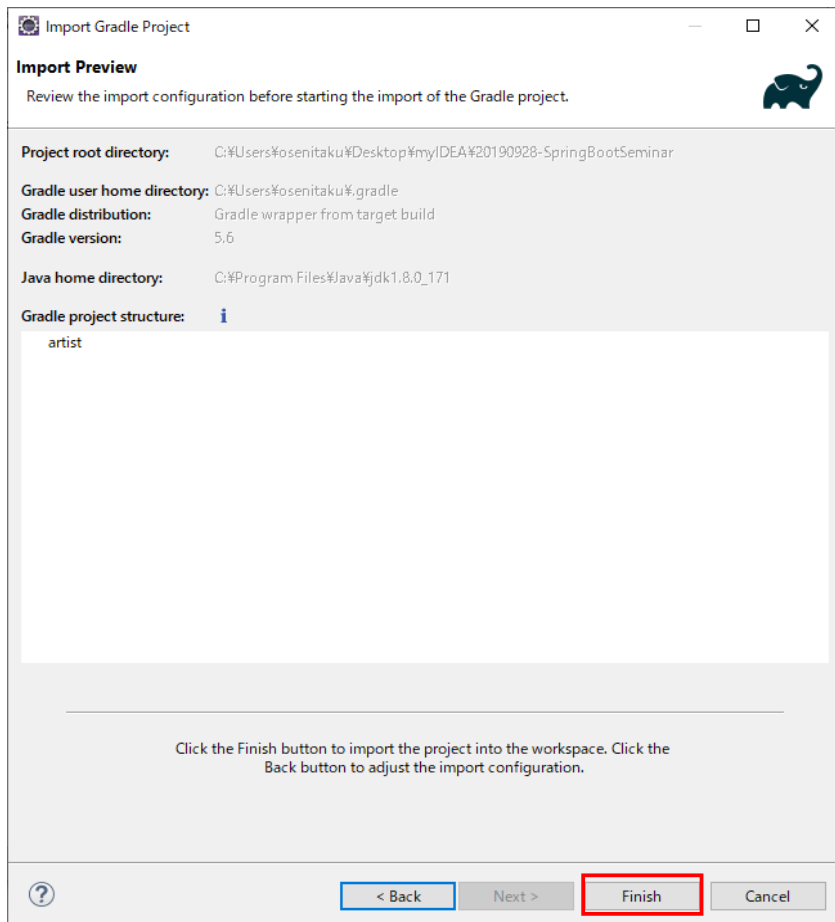 Import Gradle Project
Import Preview
Review the import configuration before starting the import of the Gradle project.
Project root directory: C:¥Users¥osenitaku¥Desktop¥myIDEA¥20190928-SpringBootSeminar
Gradle user home directory: C:¥Users¥osenitaku¥.gradle
Gradle distribution: Gradle wrapper from target build
Gradle version: 5.6
Java home directory: C:¥Program Files¥Java¥jdk1.8.0_171
Gradle project structure:
artist
Click the Finish button to import the project into the workspace. Click the
Back button to adjust the import configuration.
< Back Next > Finish Cancel